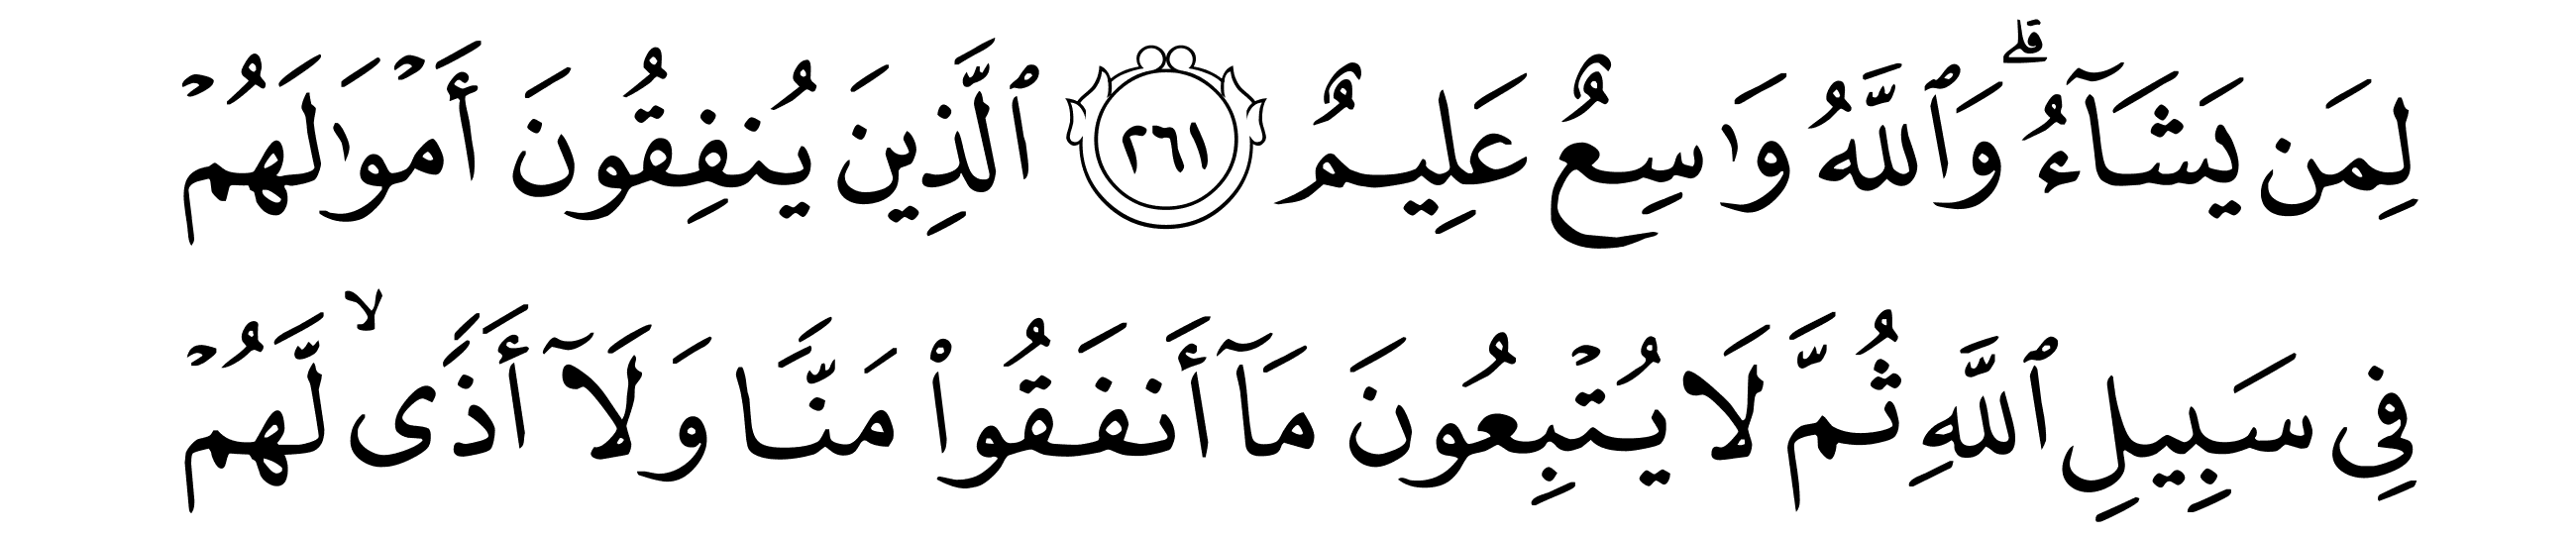 لِمَن يَشَآءُ ۗ وَٱللَّهُ وَٰسِعٌ عَلِيمٌ ٢٦١ ٱلَّذِينَ يُنفِقُونَ أَمۡوَٰلَهُمۡ
فِي سَبِيلِ ٱللَّهِ ثُمَّ لَا يُتۡبِعُونَ مَآ أَنفَقُواْ مَنًّا وَلَآ أَذًى ۙ لَّهُمۡ